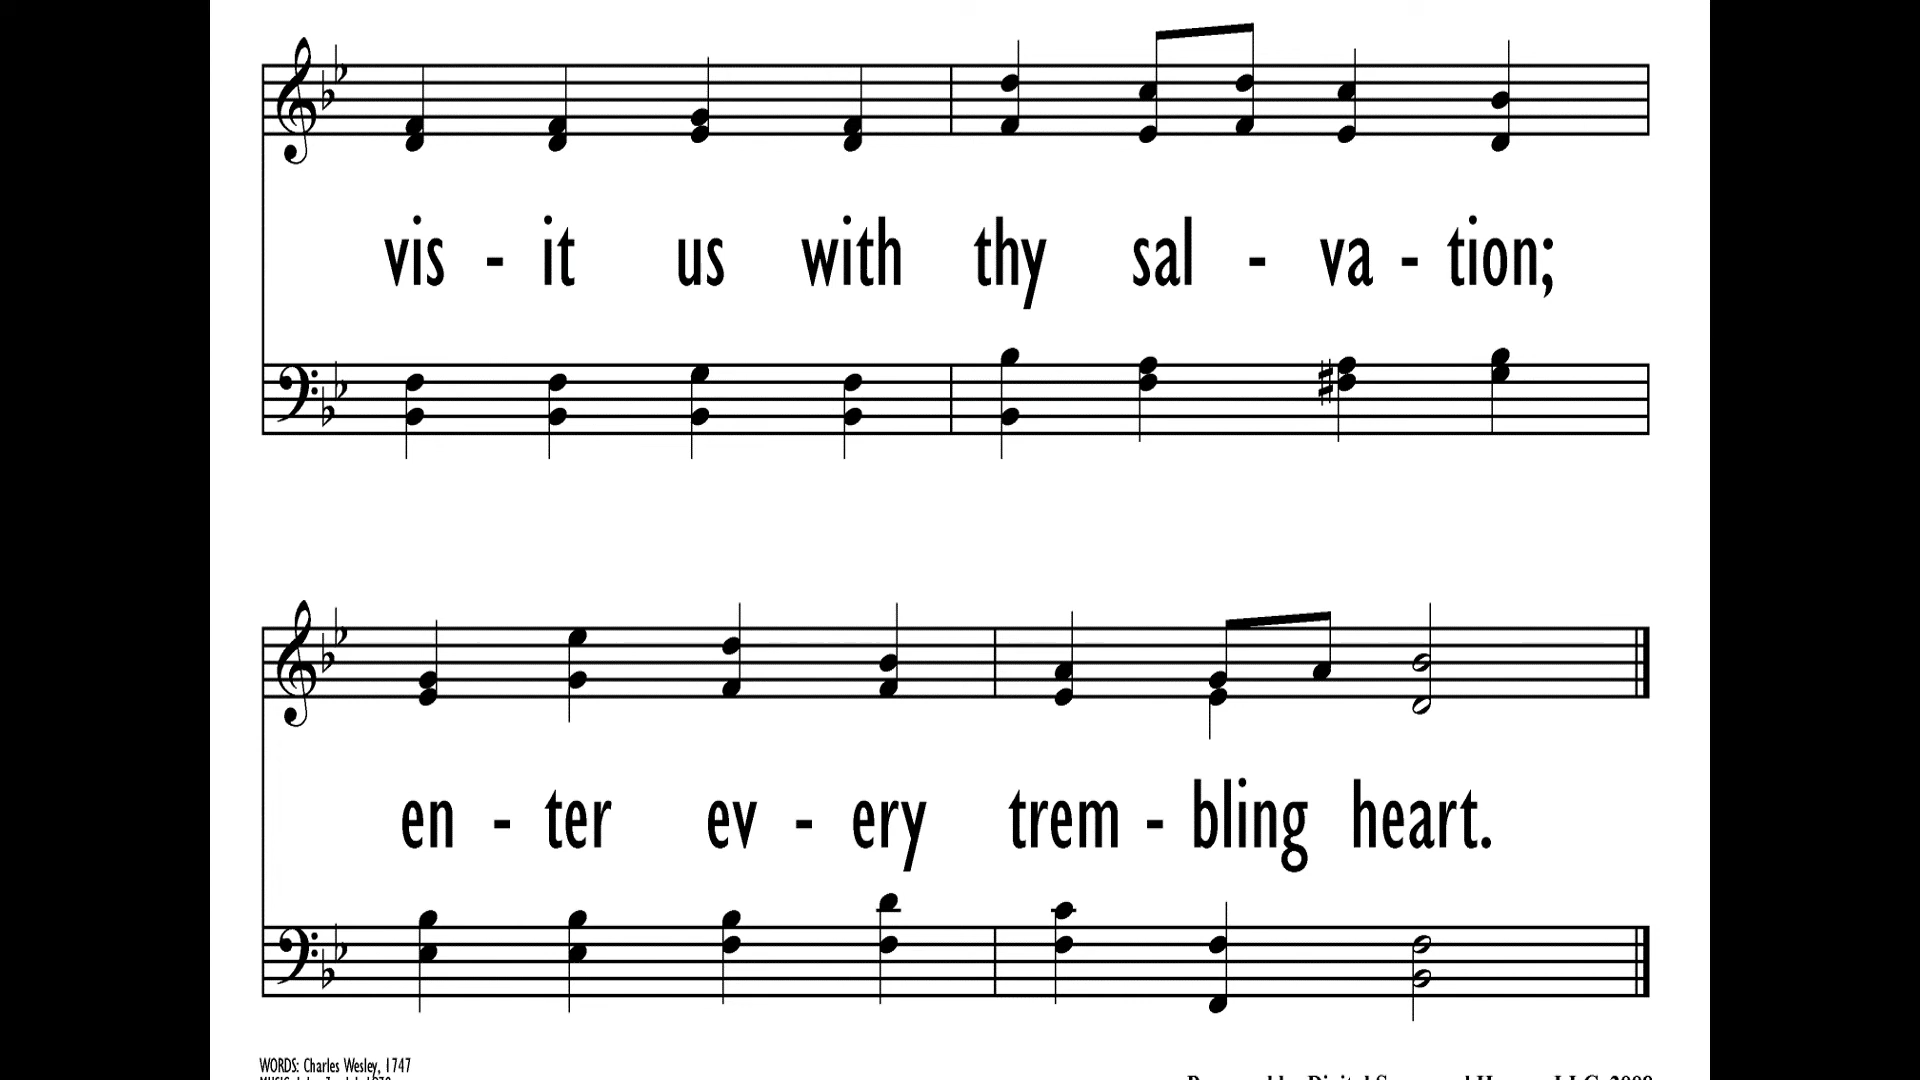 vis - it us with thy sal - va - tion;
en - ter ev - ery trem - bling heart.
WORDS: Charles Wesley, 1747